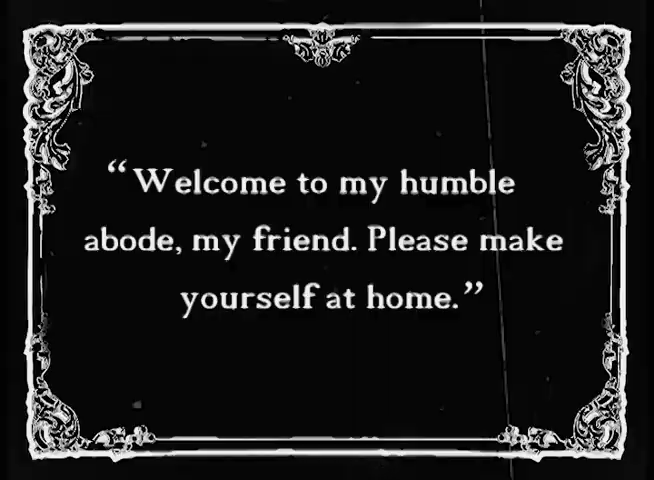 “Welcome to my humble
abode, my friend. Please make
yourself at home.”